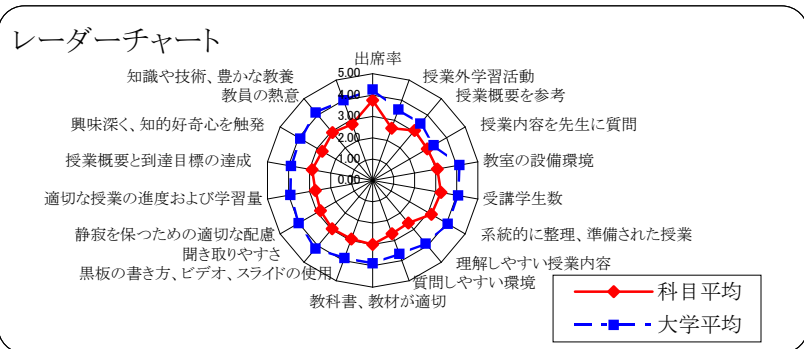 レーダーチャート
出席率
授業外学習活動
授業概要を参考
授業内容を先生に質問
教室の設備環境
受講学生数
系統的に整理、準備された授業
理解しやすい授業内容
質問しやすい環境
教科書、教材が適切
黒板の書き方、ビデオ、スライドの使用
聞き取りやすさ
静寂を保つための適切な配慮
適切な授業の進度および学習量
授業概要と到達目標の達成
興味深く、知的好奇心を触発
教員の熱意
知識や技術、豊かな教養
5.00
4.00
3.00
2.00
1.00
0.00
科目平均
大学平均